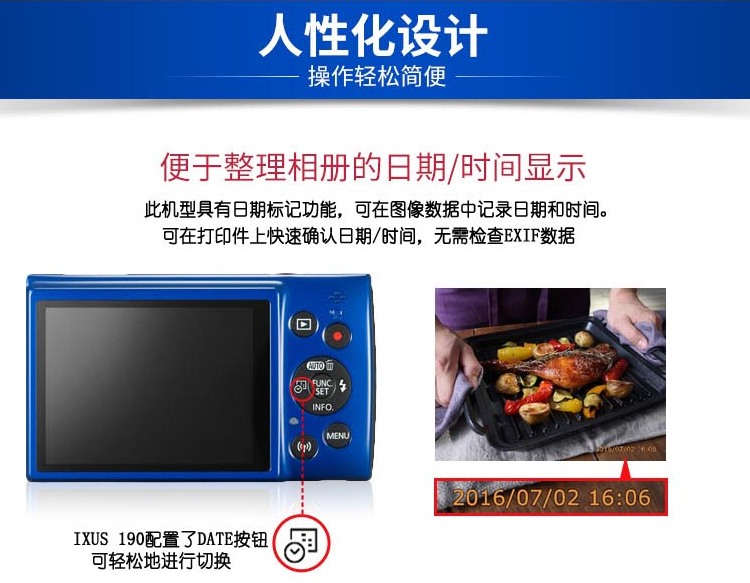 人性化设计
操作轻松简便
便于整理相册的日期/时间显示
此机型具有日期标记功能，可在图像数据中记录日期和时间。
可在打印件上快速确认日期/时间，无需检查EXIF数据
AUTO
FUNC.
SET
INFO.
MENU
2016/07/02 16:06
2016/07/02 16:06
IXUS 190配置了DATE按钮
可轻松地进行切换